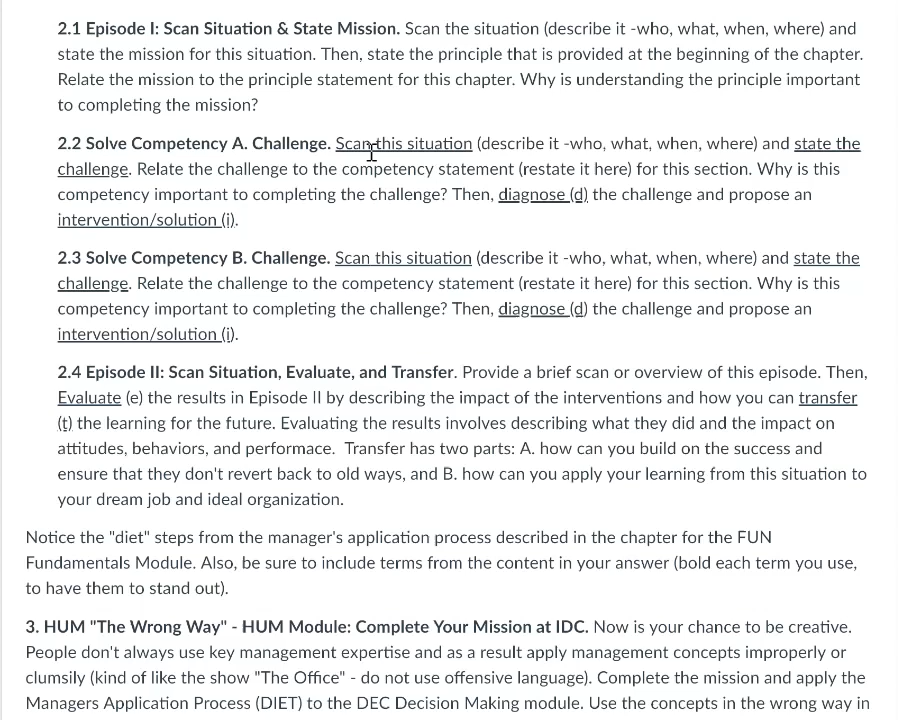 2.1 Episode I: Scan Situation & State Mission. Scan the situation (describe it -who, what, when, where) and
state the mission for this situation. Then, state the principle that is provided at the beginning of the chapter.
Relate the mission to the principle statement for this chapter. Why is understanding the principle important
to completing the mission?
2.2 Solve Competency A. Challenge. Scan this situation (describe it -who, what, when, where) and state the
challenge. Relate the challenge to the competency statement (restate it here) for this section. Why is this
competency important to completing the challenge? Then, diagnose (d) the challenge and propose an
intervention/solution (i).
2.3 Solve Competency B. Challenge. Scan this situation (describe it -who, what, when, where) and state the
challenge. Relate the challenge to the competency statement (restate it here) for this section. Why is this
competency important to completing the challenge? Then, diagnose (d) the challenge and propose an
intervention/solution (i).
2.4 Episode II: Scan Situation, Evaluate, and Transfer. Provide a brief scan or overview of this episode. Then,
Evaluate (e) the results in Episode II by describing the impact of the interventions and how you can transfer
(t) the learning for the future. Evaluating the results involves describing what they did and the impact on
attitudes, behaviors, and performace. Transfer has two parts: A. how can you build on the success and
ensure that they don't revert back to old ways, and B. how can you apply your learning from this situation to
your dream job and ideal organization.
Notice the "diet" steps from the manager's application process described in the chapter for the FUN
Fundamentals Module. Also, be sure to include terms from the content in your answer (bold each term you use,
to have them to stand out).
3. HUM "The Wrong Way" - HUM Module: Complete Your Mission at IDC. Now is your chance to be creative.
People don't always use key management expertise and as a result apply management concepts improperly or
clumsily (kind of like the show "The Office" - do not use offensive language). Complete the mission and apply the
Managers Application Process (DIET) to the DEC Decision Making module. Use the concepts in the wrong way in